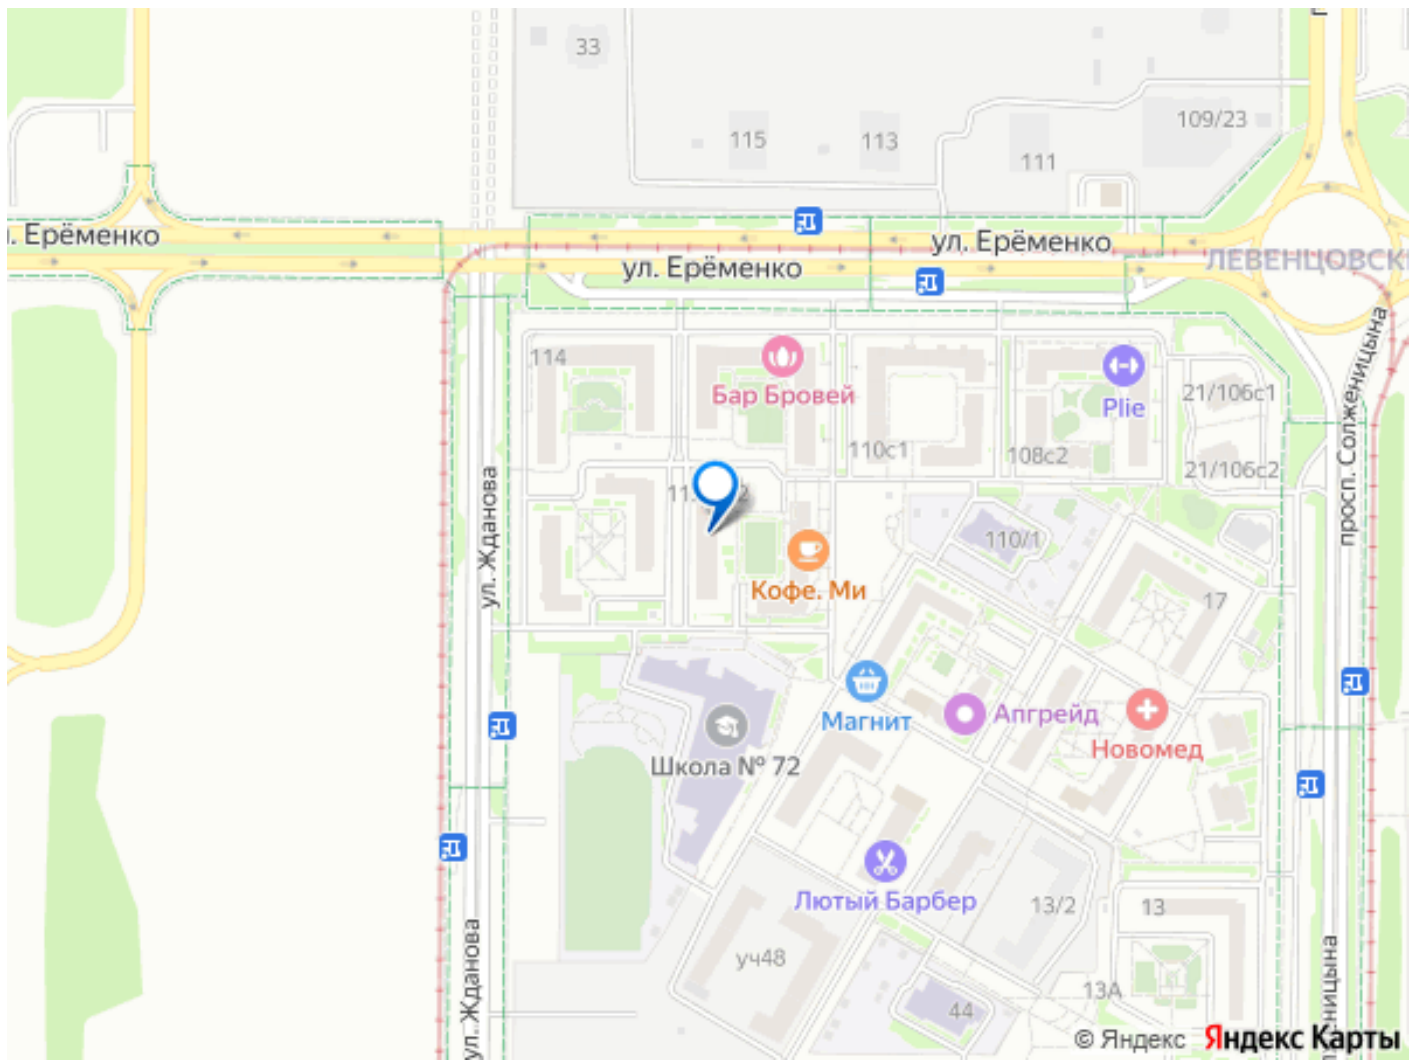 33
109/23
115
113
111
ул. Ерёменко
ул. Ерёменко
ЛЕВЕНЦОВСК
просп. Солженицына
114
Бар Бровей
Plie
21/106с1
110с1
108с2
21/106с2
ул. Жданова
110/1
Кофе. Ми
17
Магнит
Апгрейд
Новомед
Школа № 72
Лютый Барбер
13/2
13
ул. Жданова
уч48
13А
44
© Яндекс Яндекс Карты